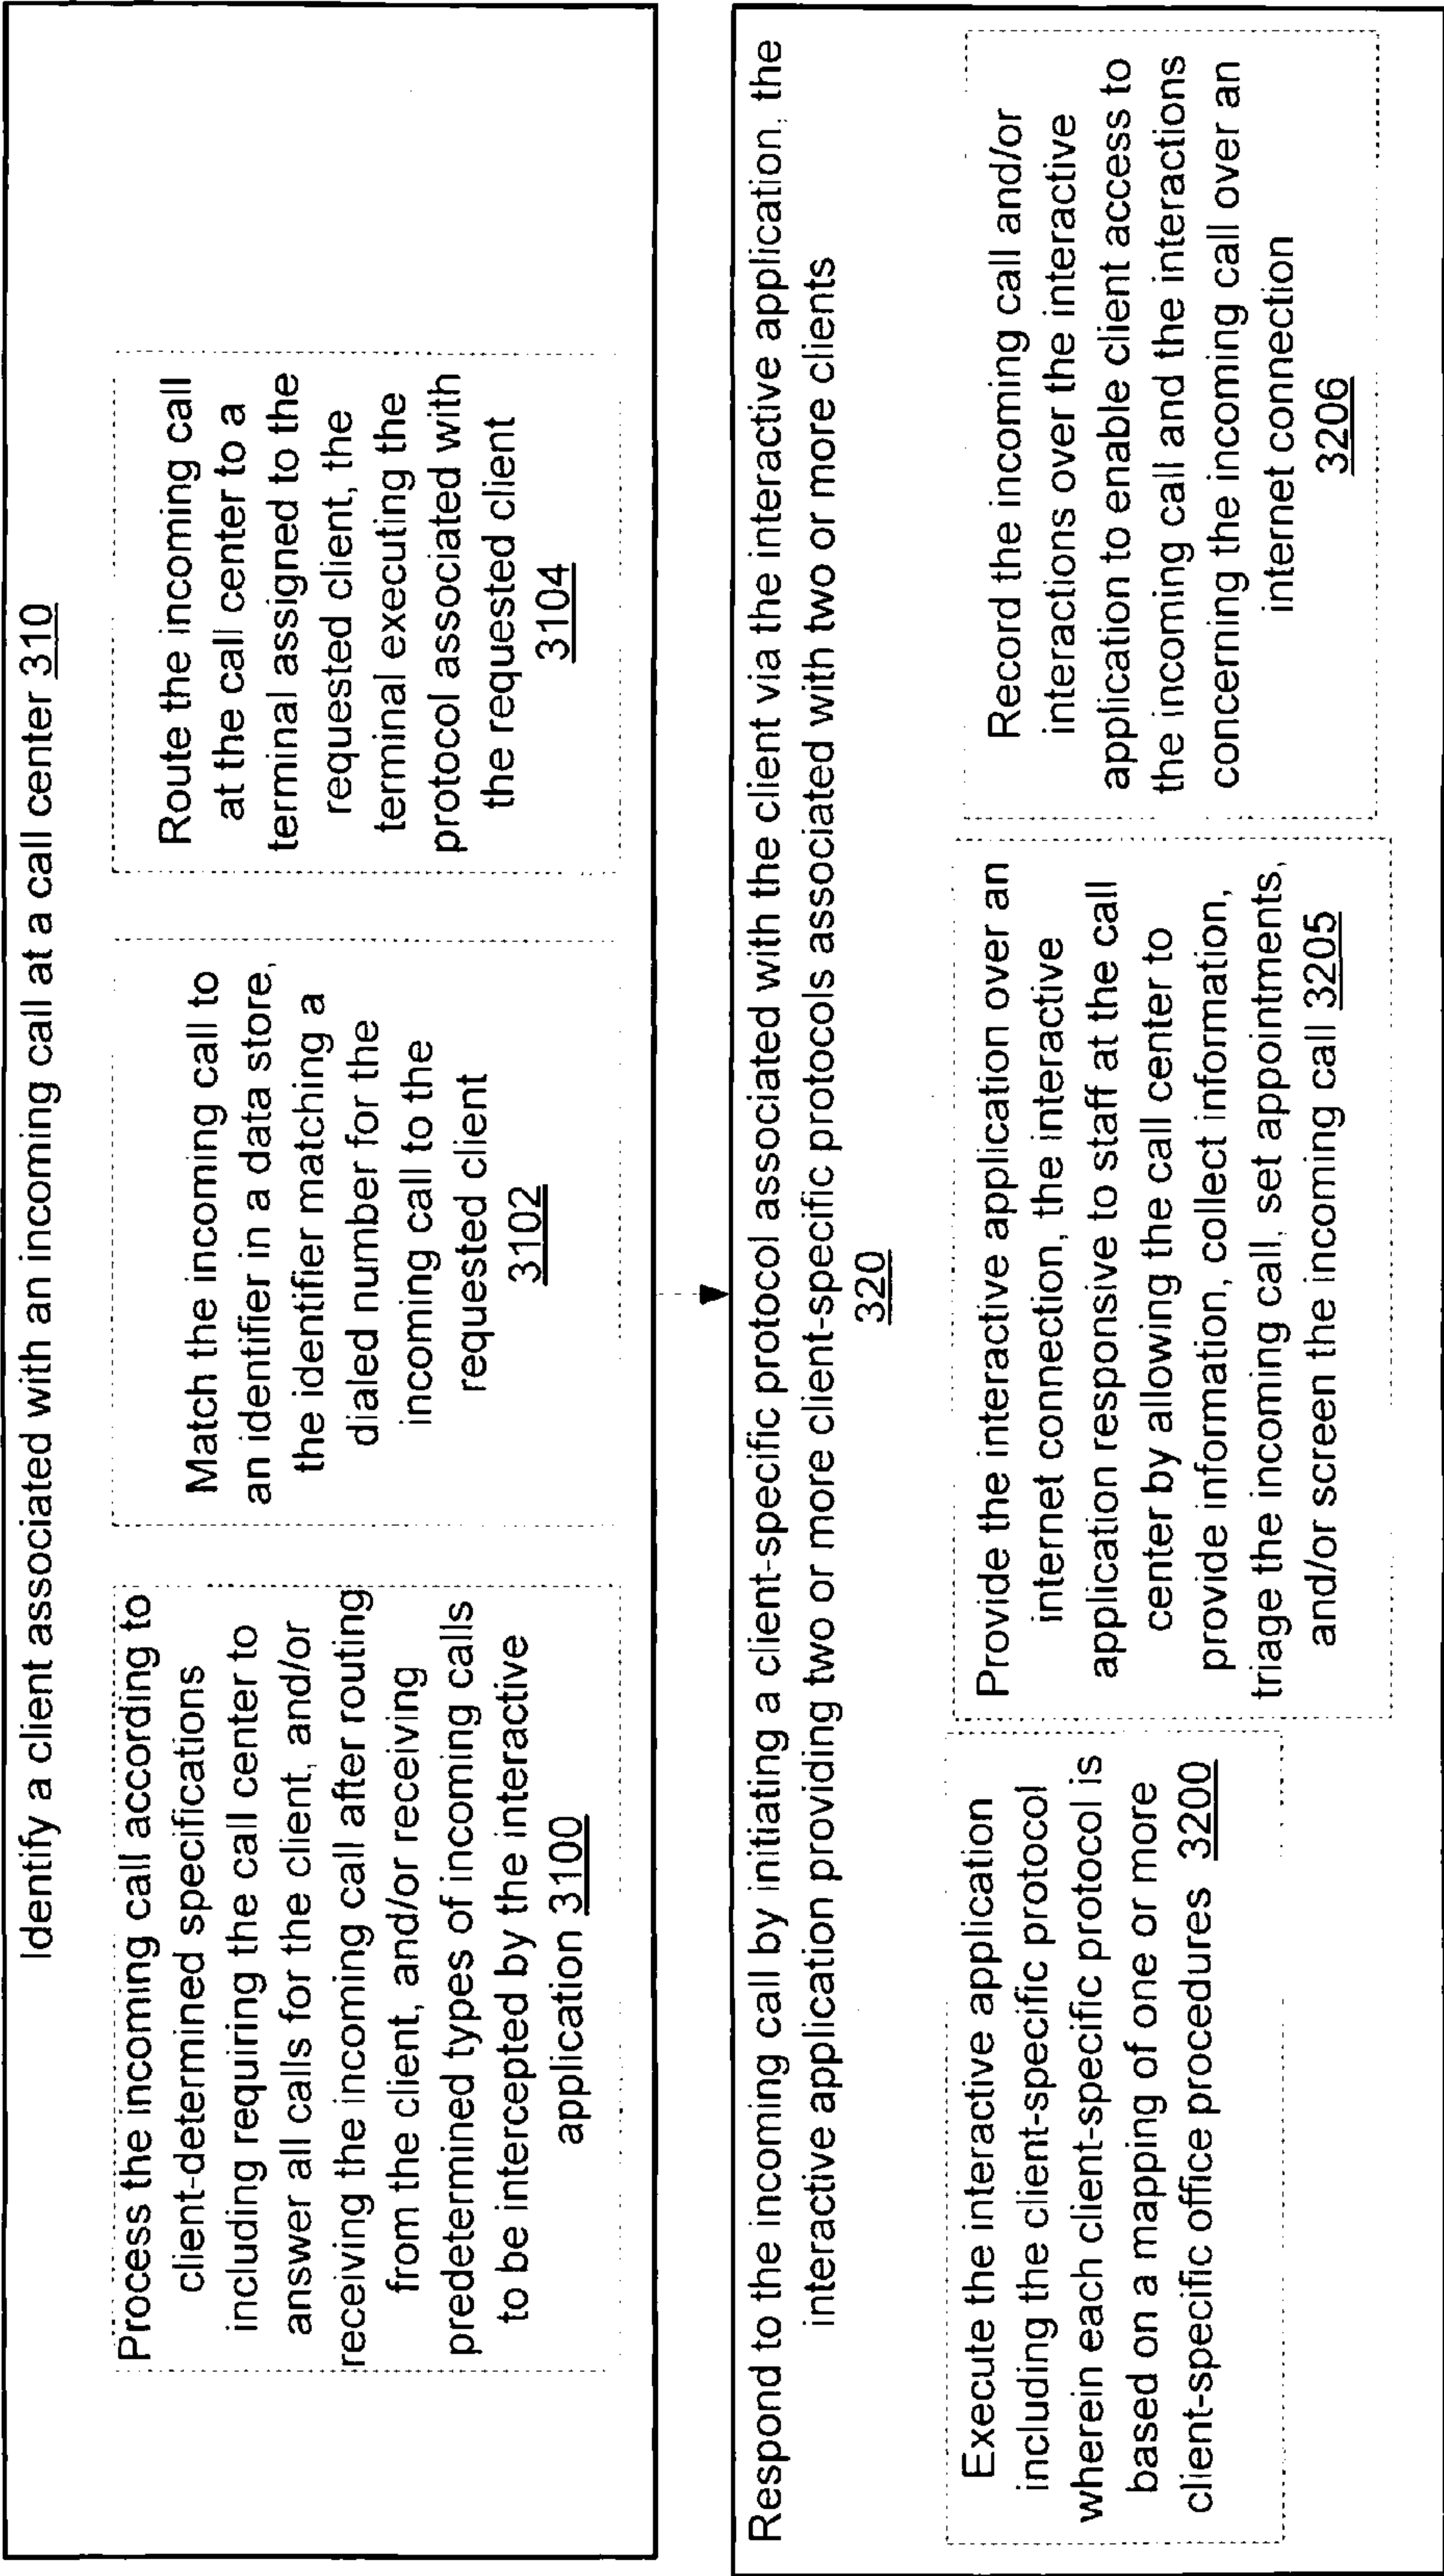 Identify a client associated with an incoming call at a call center 310
Process the incoming call according to
client-determined specifications
including requiring the call center to
answer all calls for the client, and/or
receiving the incoming call after routing
from the client, and/or receiving
predetermined types of incoming calls
to be intercepted by the interactive
application 3100
Match the incoming call to
an identifier in a data store,
the identifier matching a
dialed number for the
incoming call to the
requested client
3102
Route the incoming call
at the call center to a
terminal assigned to the
requested client, the
terminal executing the
protocol associated with
the requested client
3104
Respond to the incoming call by initiating a client-specific protocol associated with the client via the interactive application, the
interactive application providing two or more client-specific protocols associated with two or more clients
320
Execute the interactive application
including the client-specific protocol
wherein each client-specific protocol is
based on a mapping of one or more
client-specific office procedures 3200
Provide the interactive application over an
internet connection, the interactive
application responsive to staff at the call
center by allowing the call center to
provide information, collect information,
triage the incoming call, set appointments,
and/or screen the incoming call 3205
Record the incoming call and/or
interactions over the interactive
application to enable client access to
the incoming call and the interactions
concerning the incoming call over an
internet connection
3206